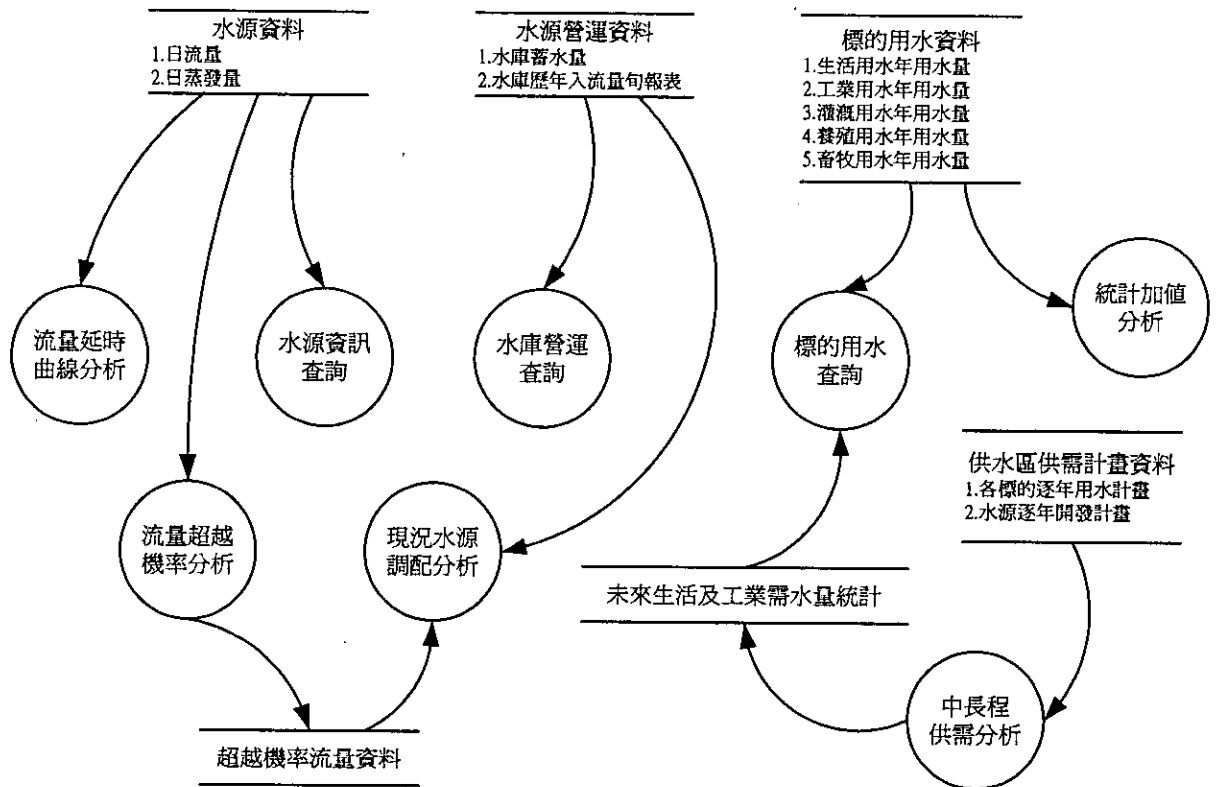 水源資料
1.日流量
2.日蒸發量
水源營運資料
1.水庫蓄水量
2.水庫歷年入流量旬報表
標的用水資料
1.生活用水年用水量
2.工業用水年用水量
3.灌溉用水年用水量
4.養殖用水年用水量
5.畜牧用水年用水量
流量延時
曲線分析
水源資訊
查詢
水庫營運
查詢
標的用水
查詢
統計加值
分析
供水區供需計畫資料
1.各標的逐年用水計畫
2.水源逐年開發計畫
流量超越
機率分析
現況水源
調配分析
未來生活及工業需水量統計
中長程
供需分析
超越機率流量資料